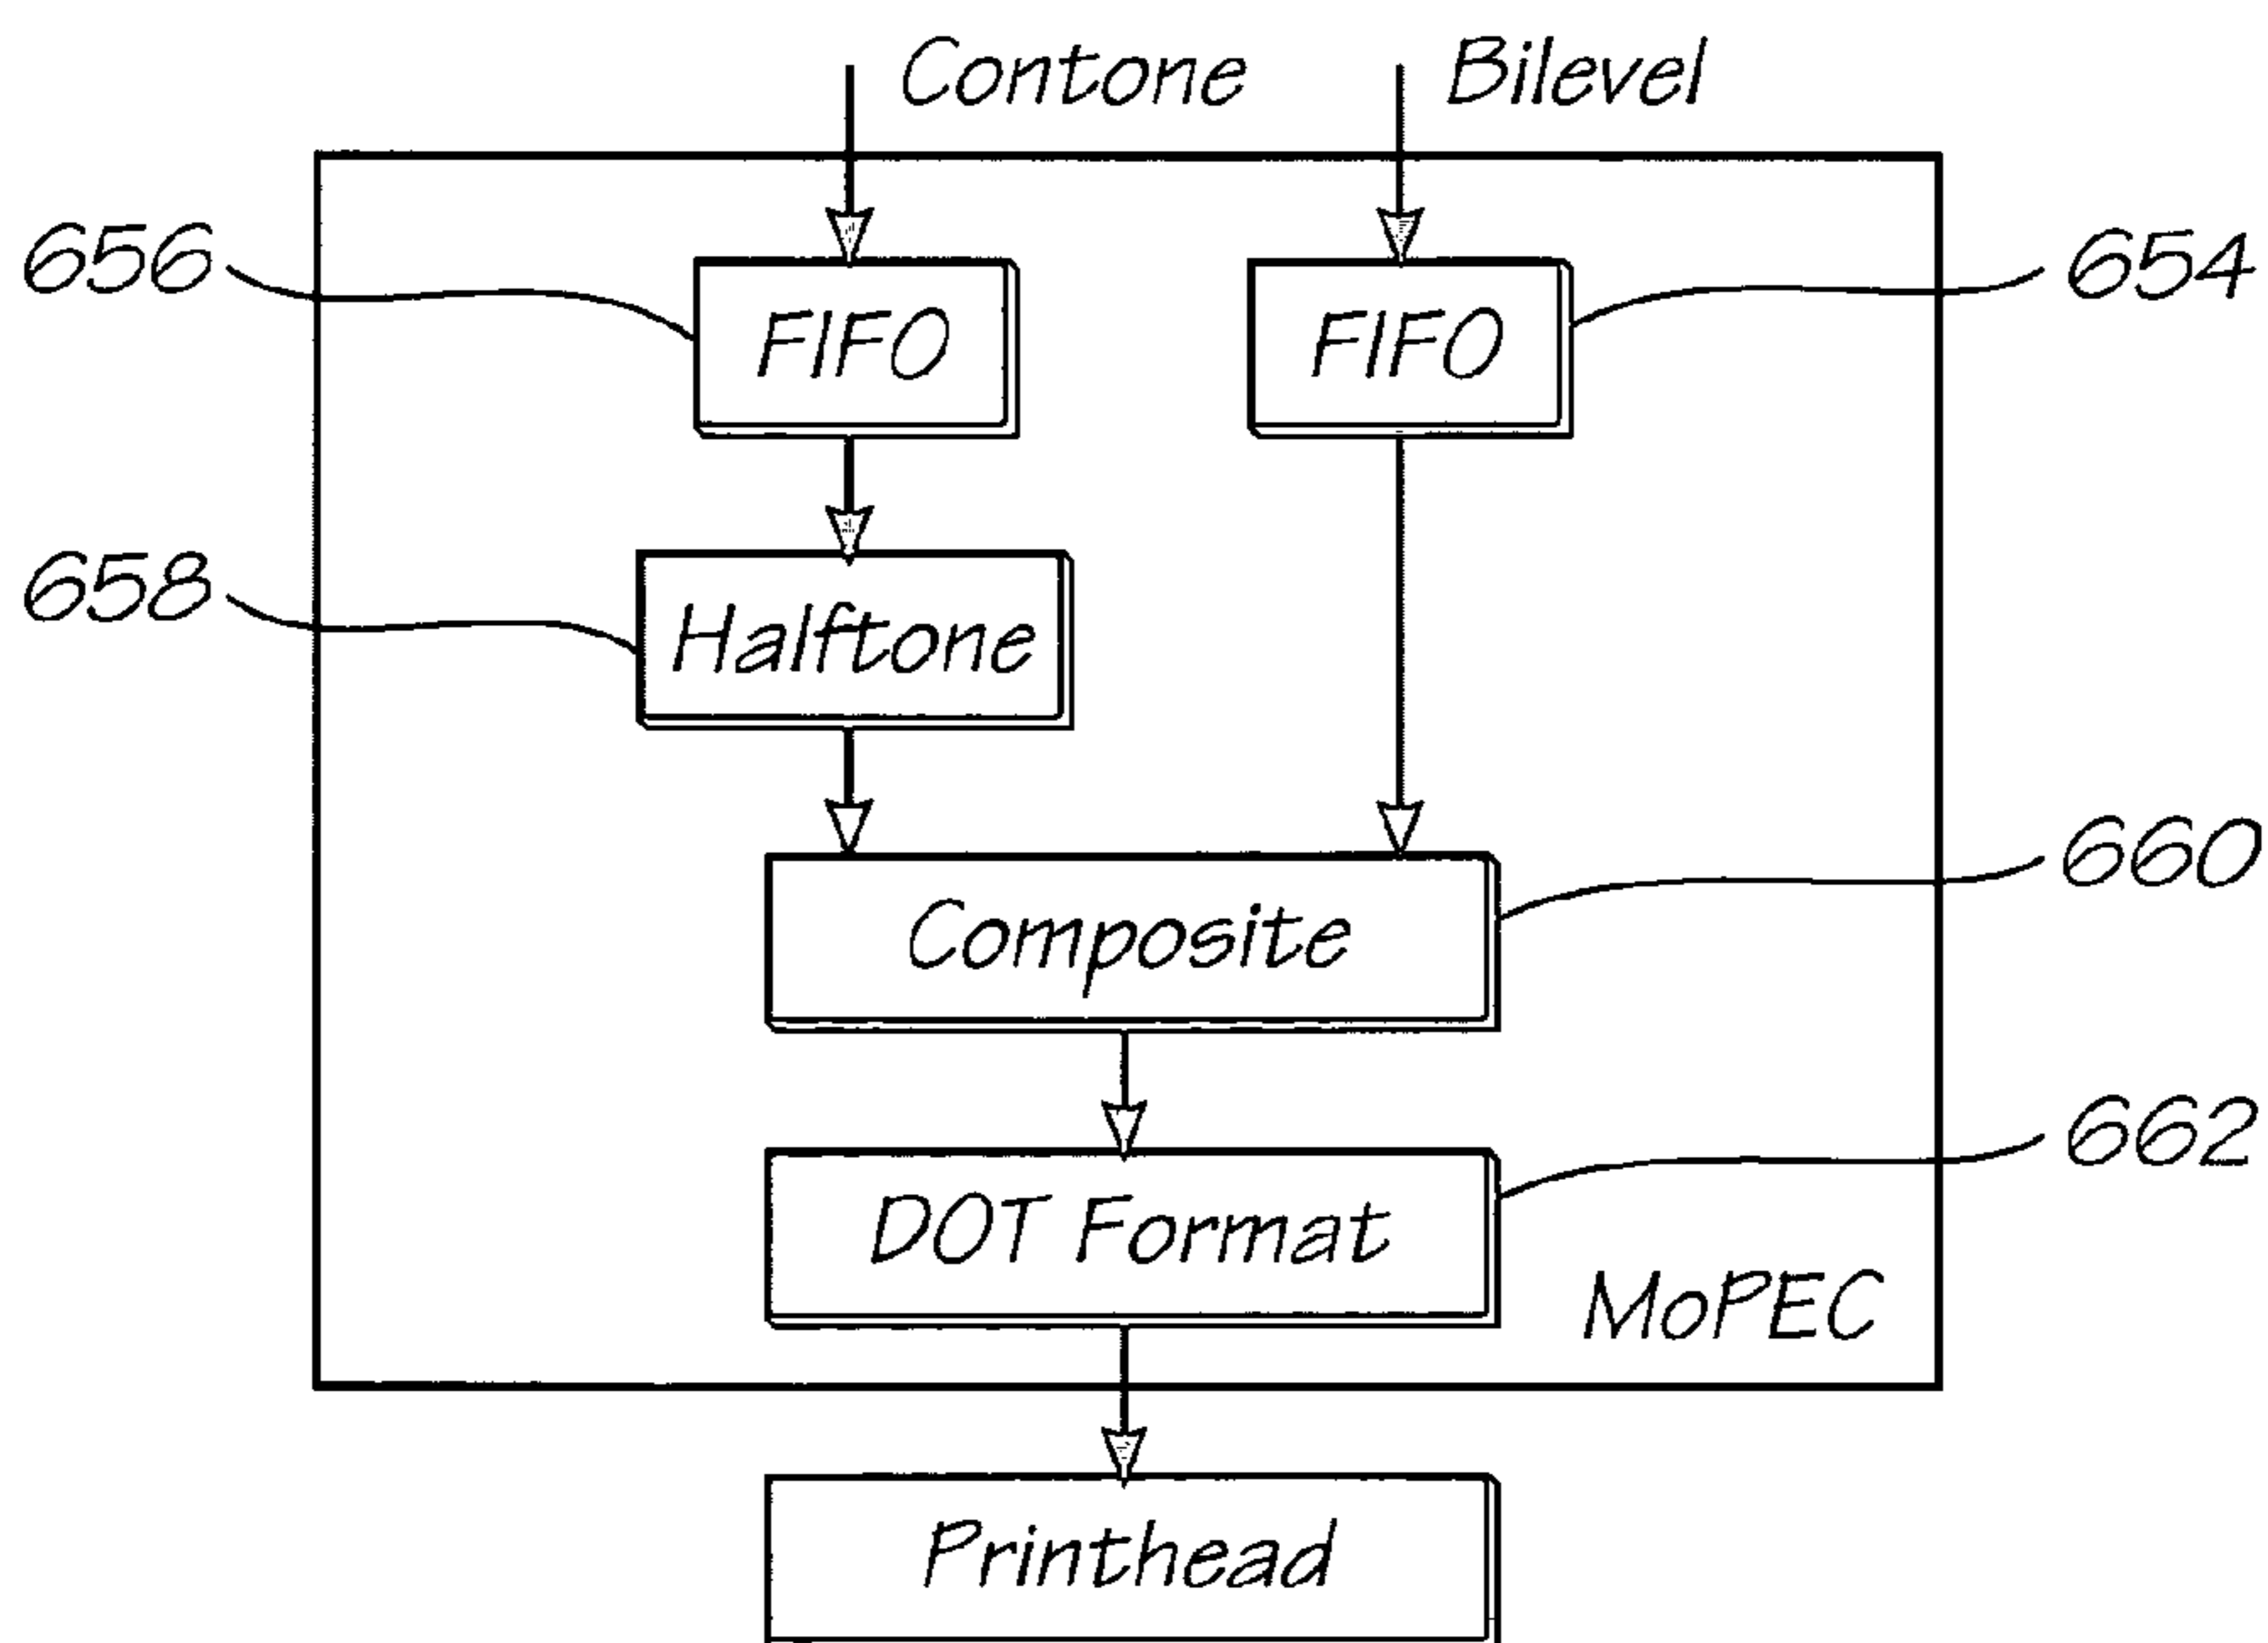 Contone
Bilevel
656
FIFO
FIFO
654
658
Halftone
660
Composite
662
DOT Format
MoPEC
Printhead